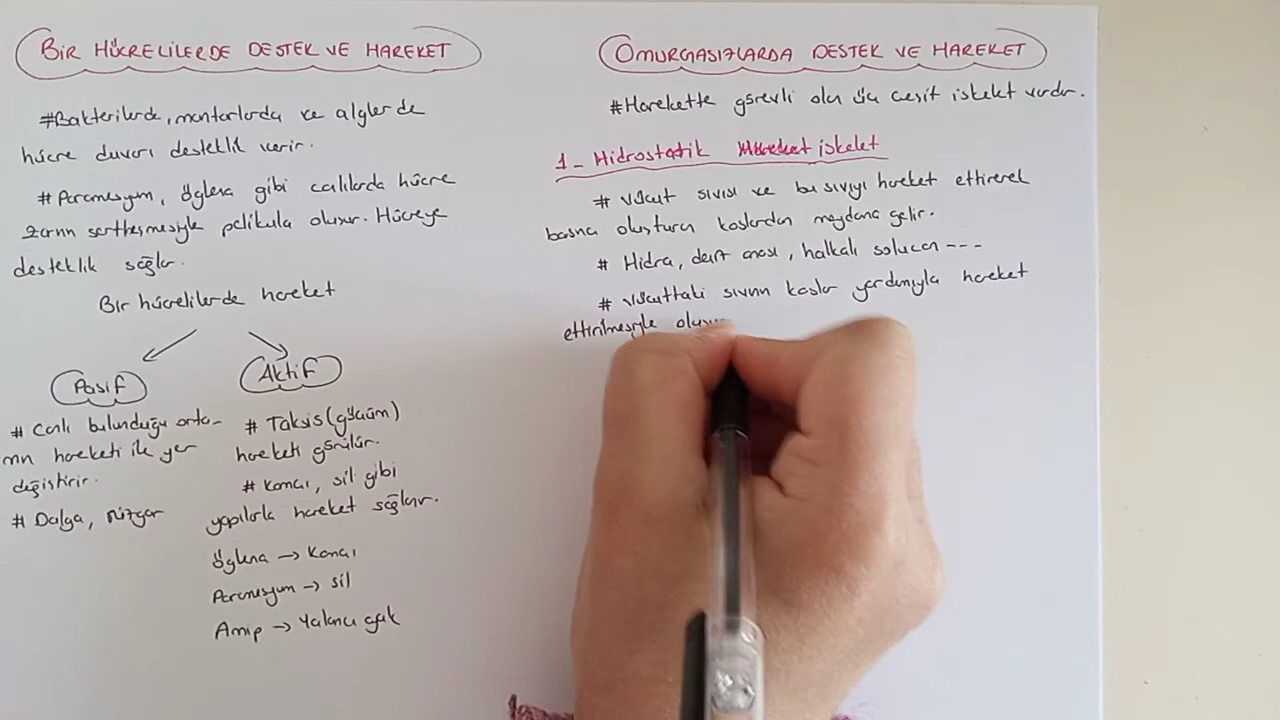 BİR HÜCRELİLERDE DESTEK VE HAREKET
#Bakterilerde, mantarlarda ve alglerde
hücre duvarı desteklik verir.
# Paramesyum, Öglena gibi canlılarda hücre
zarının sertleşmesiyle pelikula oluşur. Hücreye
desteklik sağlar.
Bir hücrelilerde hareket
Pasif
# Canlı bulunduğu orta-
mın hareketi ile yer
değiştirir.
# Dalga, rüzgar
Aktif
# Taksis (göçüm)
hareketi görülür.
# Kamçı, sil gibi
yapılarla hareket sağlanır.
Öglena → Kamçı
Paramesyum → sil
Amip → Yalancı ayak
OMURGASIZLARDA DESTEK VE HAREKET
#Harekette görevli olan üç çeşit iskelet vardır.
1- Hidrostatik iskelet
# Vücut sıvısı ve bu sıvıyı hareket ettirerek
basınç oluşturan kaslardan meydana gelir.
# Hidra, deniz anası, halkalı solucan ---
# Vücuttaki sıvının kaslar yardımıyla hareket
ettirilmesiyle